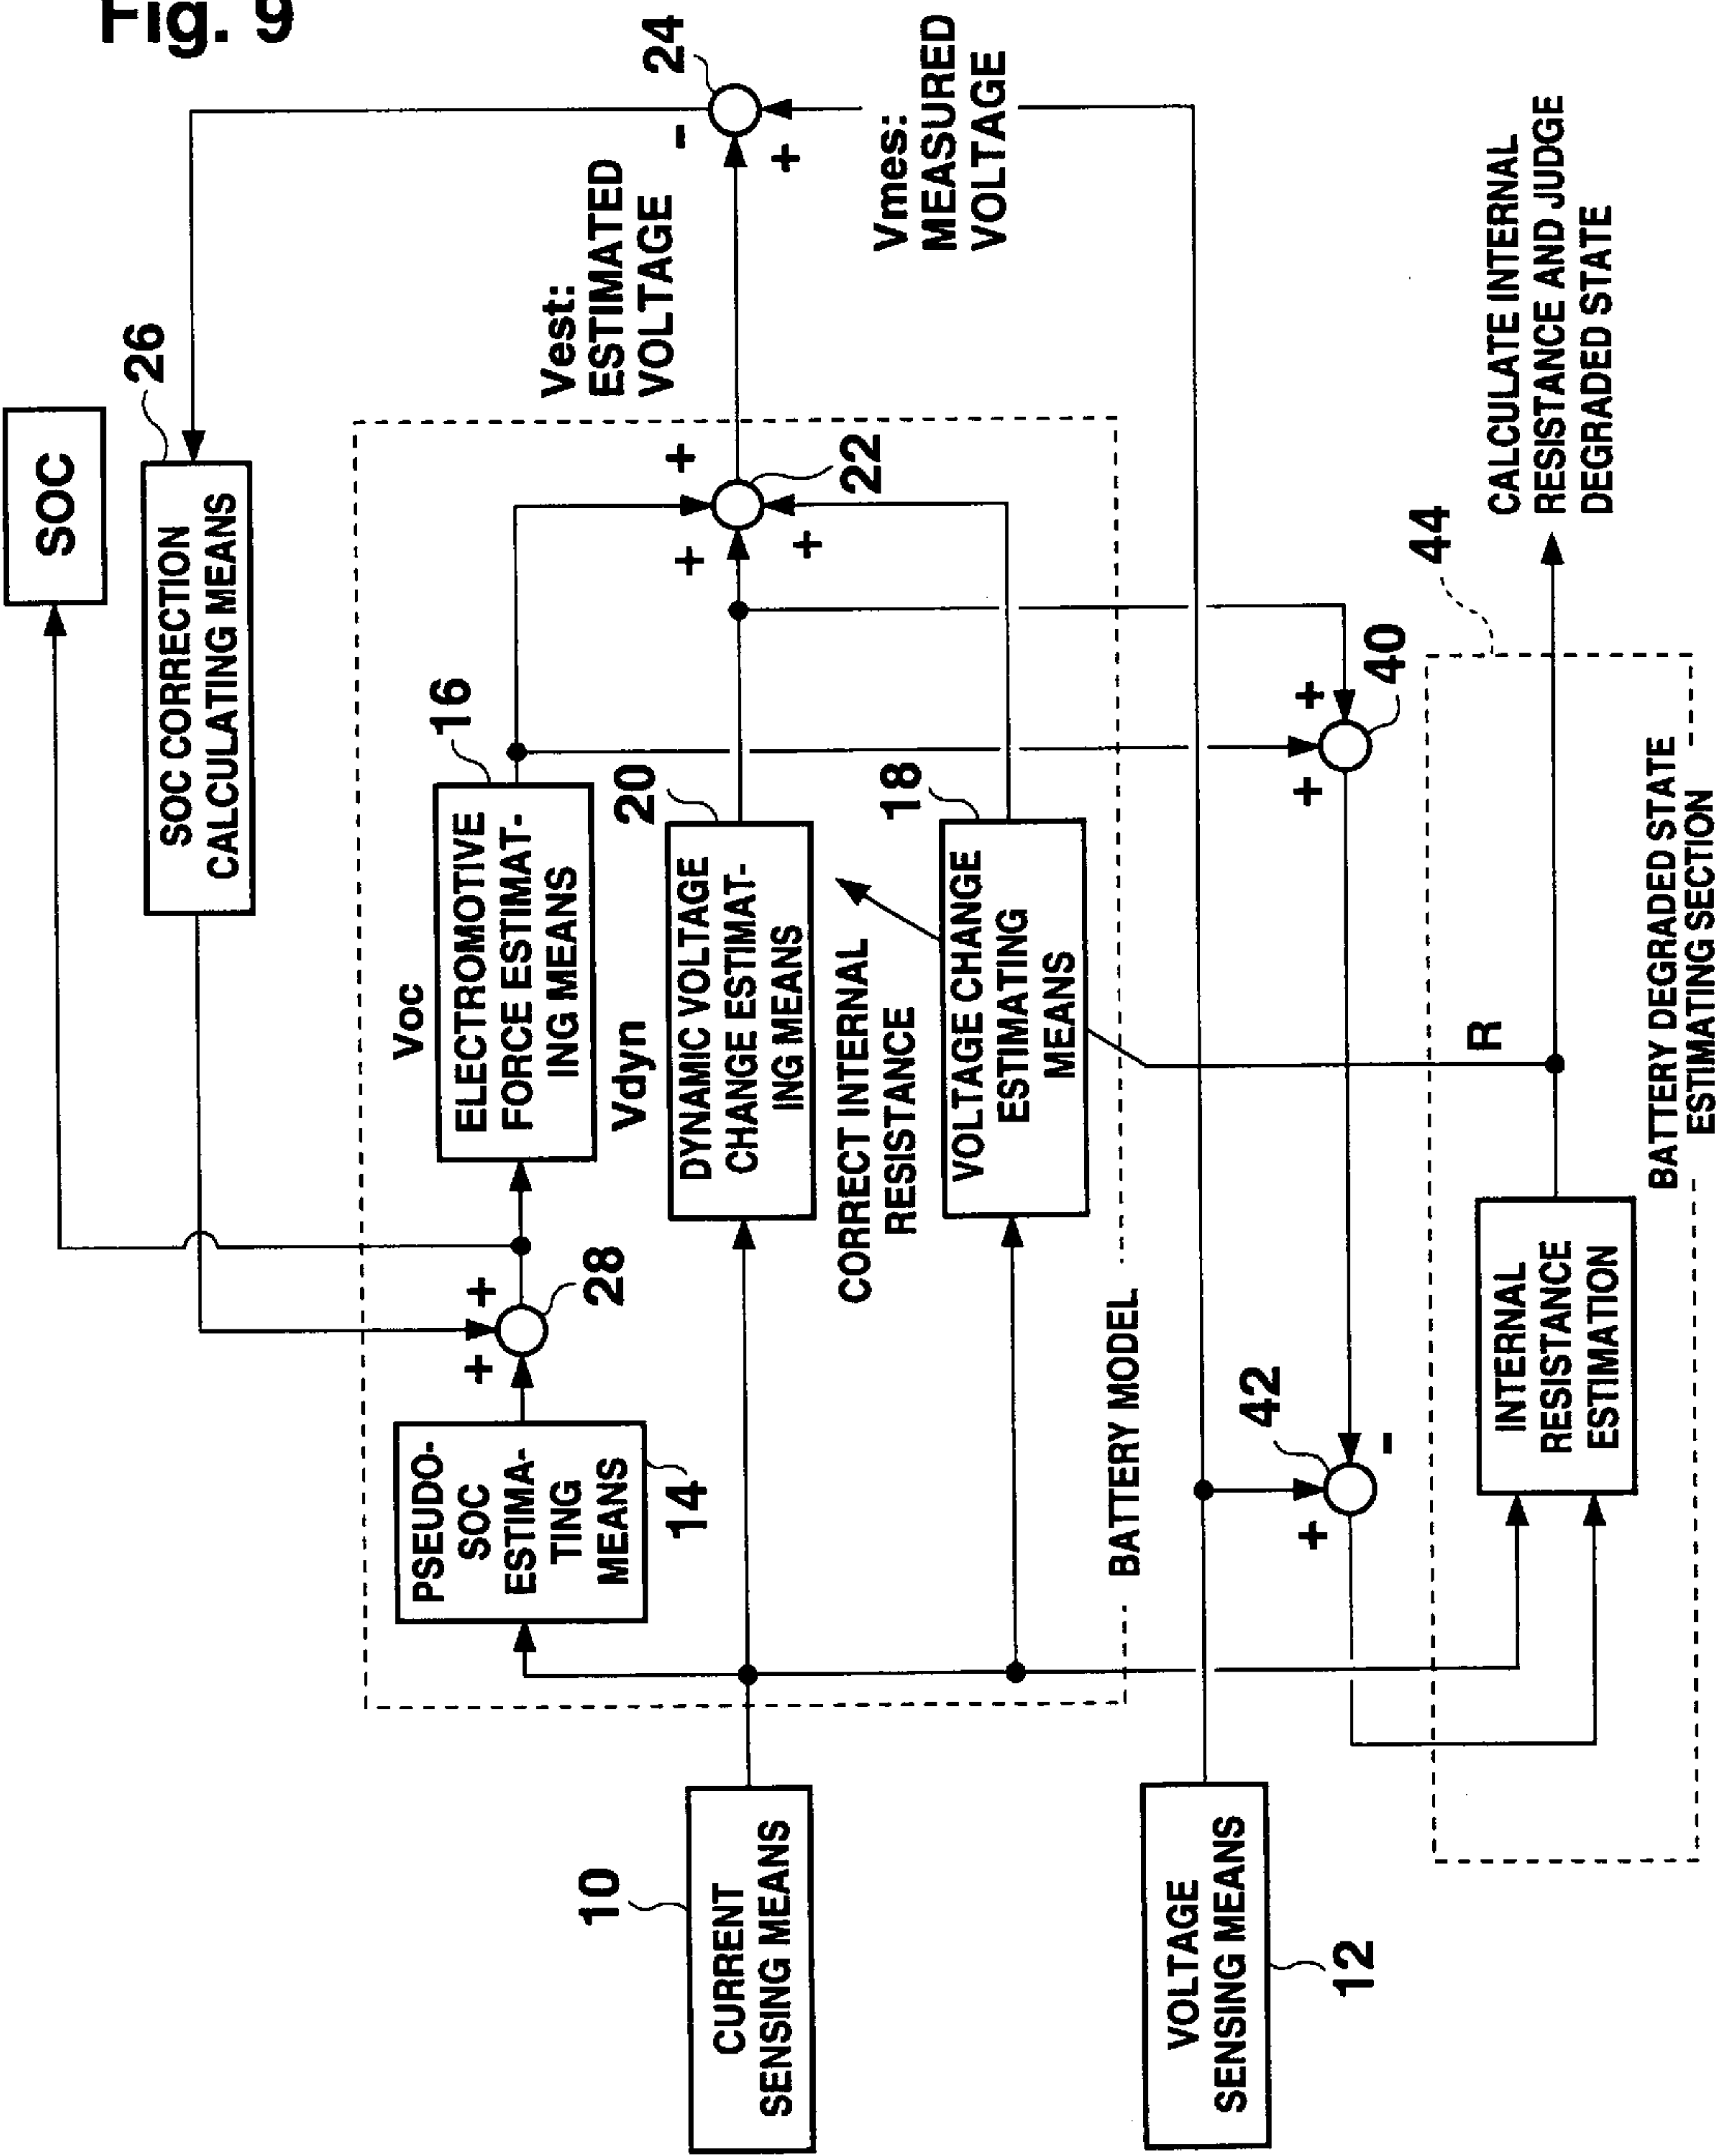 Fig. 9
SOC
26
SOC CORRECTION
CALCULATING MEANS
24
-
+
Vest:
ESTIMATED
VOLTAGE
Vmes:
MEASURED
VOLTAGE
PSEUDO-
SOC
ESTIMA-
TING
MEANS
14
+
+
28
Voc
16
ELECTROMOTIVE
FORCE ESTIMAT-
ING MEANS
Vdyn
20
DYNAMIC VOLTAGE
CHANGE ESTIMAT-
ING MEANS
CORRECT INTERNAL
RESISTANCE
18
VOLTAGE CHANGE
ESTIMATING
MEANS
+
+
+
22
BATTERY MODEL
10
CURRENT
SENSING MEANS
VOLTAGE
SENSING MEANS
12
42
+
-
+
+
40
44
INTERNAL
RESISTANCE
ESTIMATION
R
BATTERY DEGRADED STATE
ESTIMATING SECTION
CALCULATE INTERNAL
RESISTANCE AND JUDGE
DEGRADED STATE